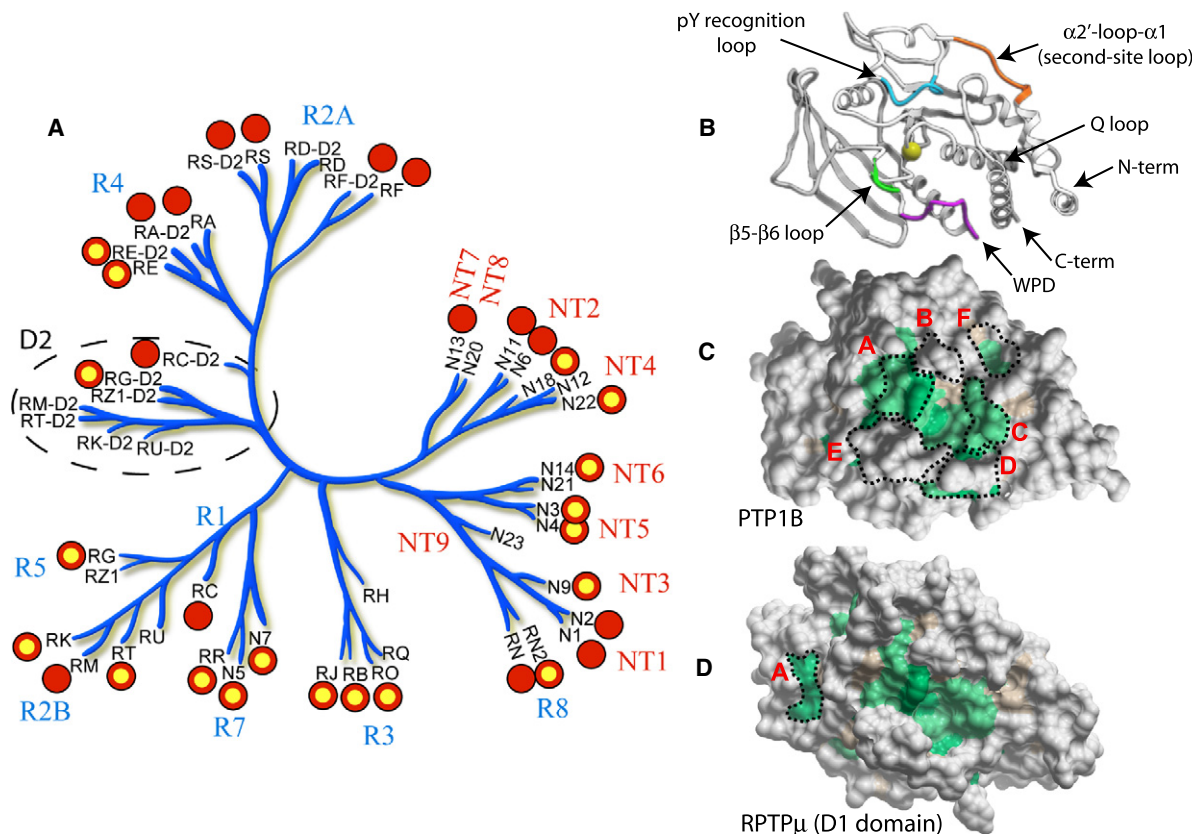 A
R2A
RS-D2
RS
RD-D2
RD
RF-D2
RF
R4
RA-D2
RA
RE-D2
RE
D2
RC-D2
RG-D2
RZ1-D2
RM-D2
RT-D2
RK-D2
RU-D2
NT7
NT8
NT2
NT4
N13
N20
N11
N6
N18
N12
N22
N14
N21
NT6
N3
N4
NT5
NT9
N23
N9
NT3
N2
N1
NT1
R1
R5
RG
RZ1
RC
RK
RM
RT
RU
R2B
RR
N5
N7
R7
RH
RJ
RB
RO
RQ
R3
RN
RN2
R8
B
pY recognition
loop
α2′-loop-α1
(second-site loop)
Q loop
N-term
β5-β6 loop
C-term
WPD
C
A
B
F
E
C
D
PTP1B
D
A
RPTPμ (D1 domain)